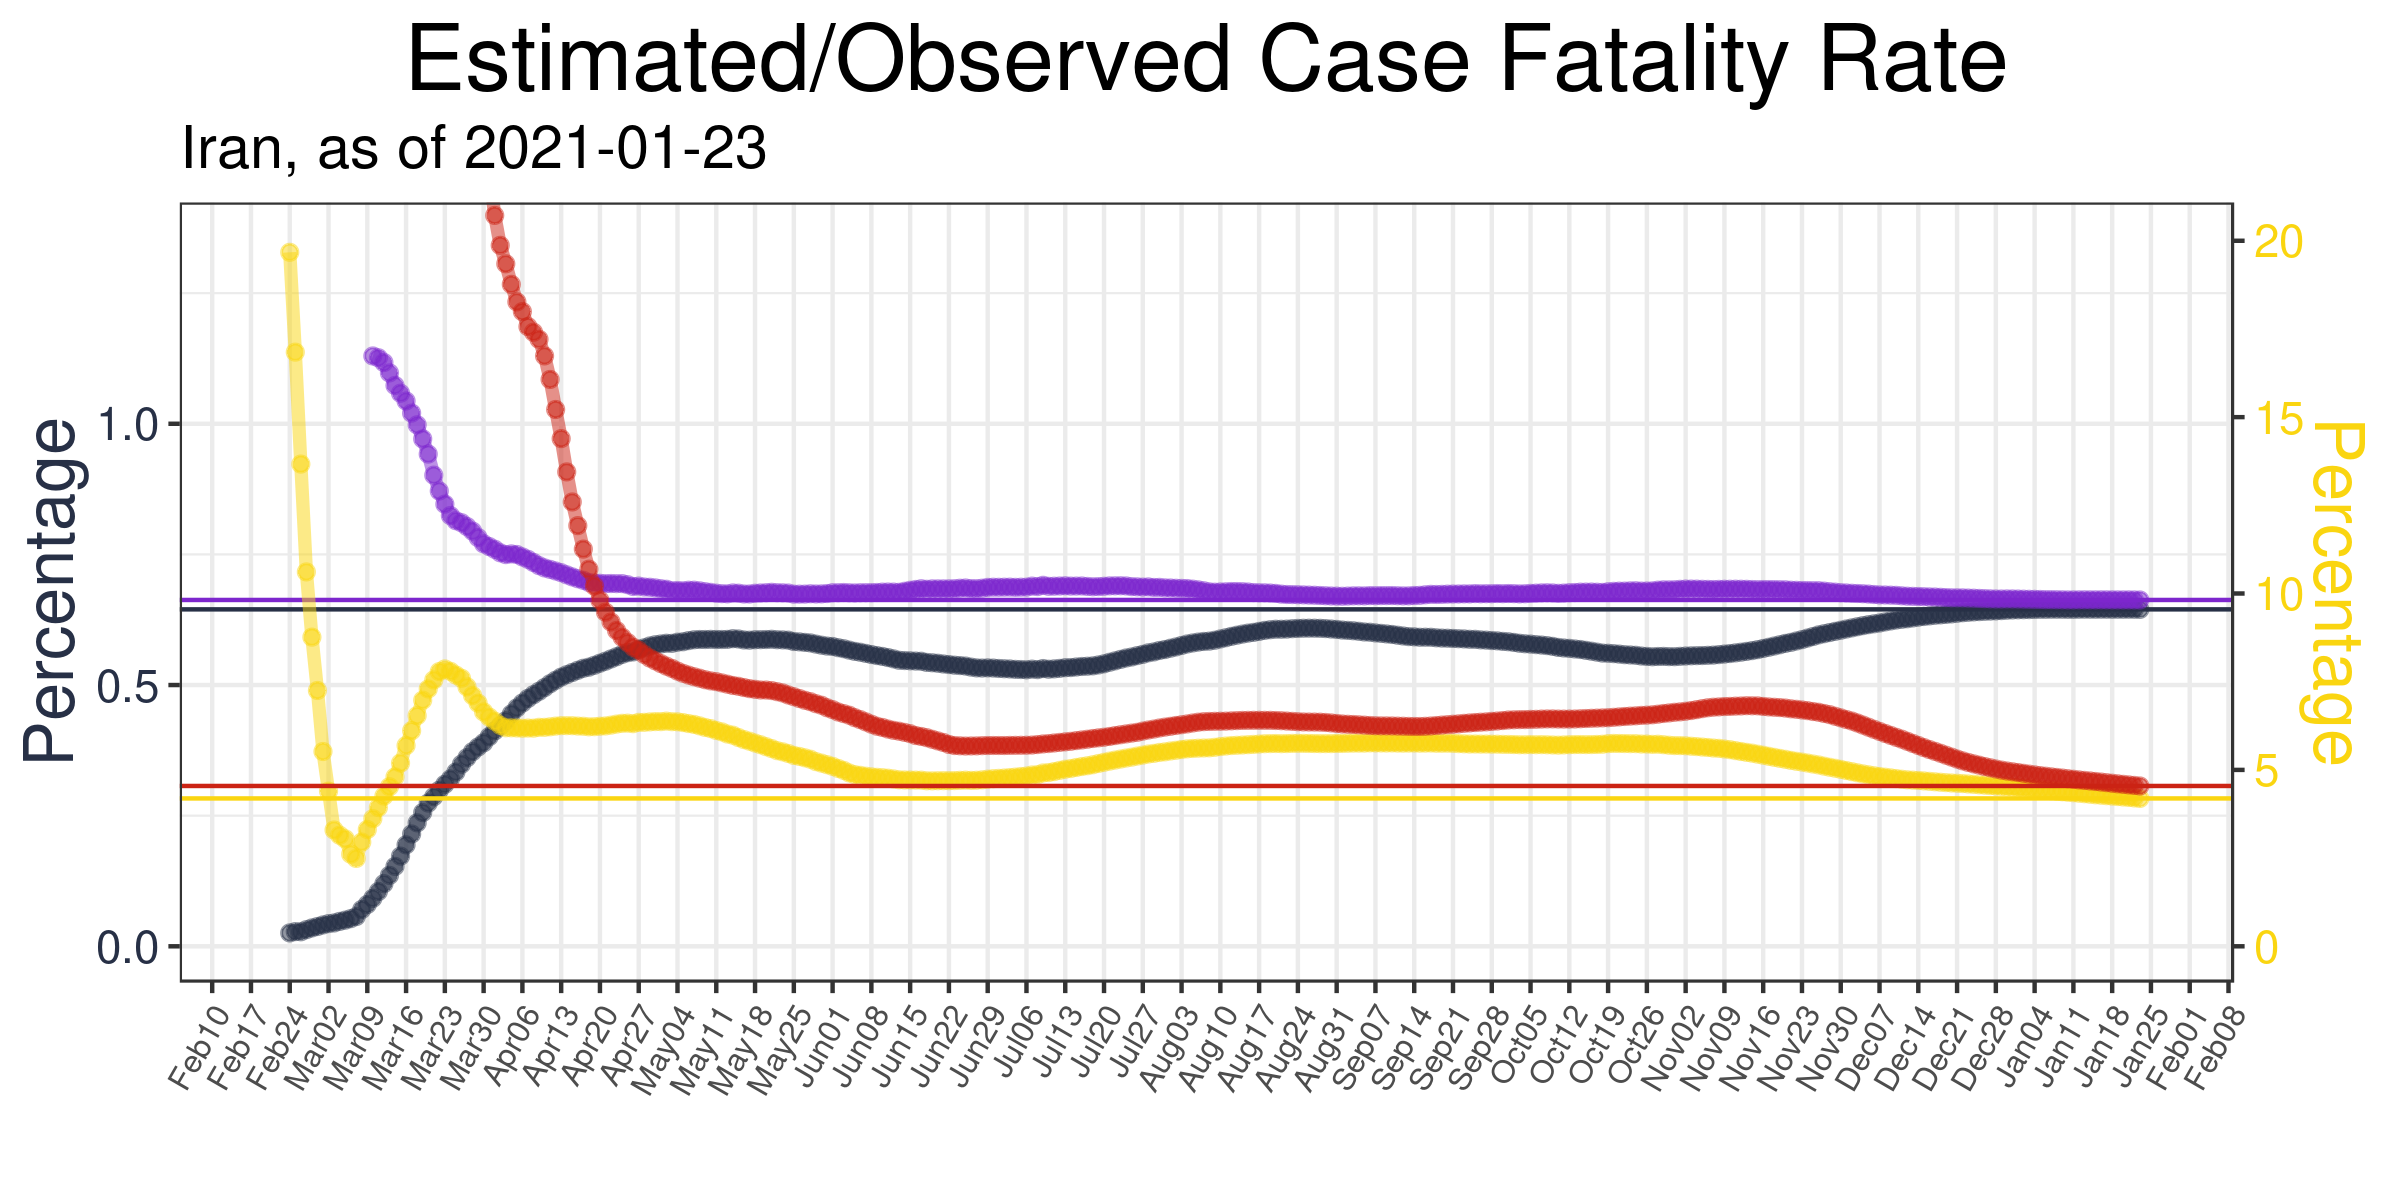 Estimated/Observed Case Fatality Rate
Iran, as of 2021-01-23
Percentage
1.0
0.5
0.0
20
15
10
5
0
Percentage
Feb10
Feb17
Feb24
Mar02
Mar09
Mar16
Mar23
Mar30
Apr06
Apr13
Apr20
Apr27
May04
May11
May18
May25
Jun01
Jun08
Jun15
Jun22
Jun29
Jul06
Jul13
Jul20
Jul27
Aug03
Aug10
Aug17
Aug24
Aug31
Sep07
Sep14
Sep21
Sep28
Oct05
Oct12
Oct19
Oct26
Nov02
Nov09
Nov16
Nov23
Nov30
Dec07
Dec14
Dec21
Dec28
Jan04
Jan11
Jan18
Jan25
Feb01
Feb08